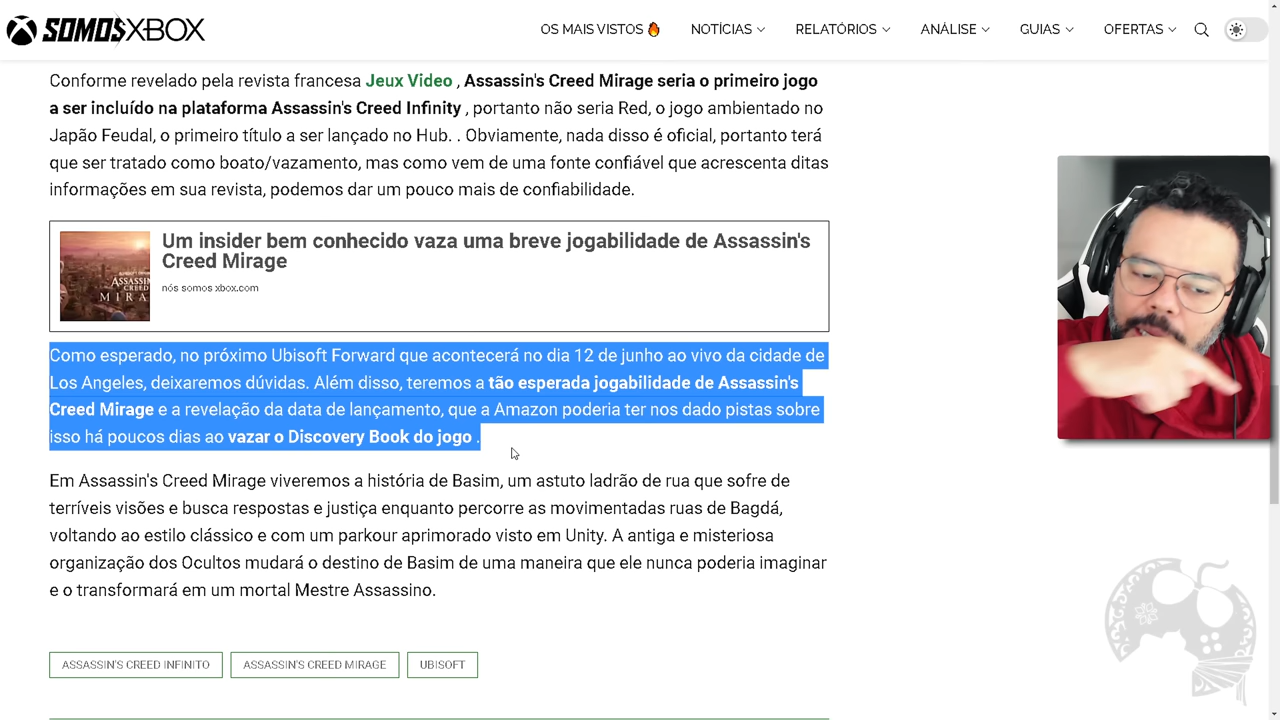 SOMOSXBOX
OS MAIS VISTOS 🔥 NOTÍCIAS RELATÓRIOS ANÁLISE GUIAS OFERTAS
Conforme revelado pela revista francesa Jeux Video , Assassin's Creed Mirage seria o primeiro jogo
a ser incluído na plataforma Assassin's Creed Infinity , portanto não seria Red, o jogo ambientado no
Japão Feudal, o primeiro título a ser lançado no Hub. . Obviamente, nada disso é oficial, portanto terá
que ser tratado como boato/vazamento, mas como vem de uma fonte confiável que acrescenta ditas
informações em sua revista, podemos dar um pouco mais de confiabilidade.
Um insider bem conhecido vaza uma breve jogabilidade de Assassin's
Creed Mirage
nós somos xbox.com
ASSASSIN'S
CREED
MIRA
Como esperado, no próximo Ubisoft Forward que acontecerá no dia 12 de junho ao vivo da cidade de
Los Angeles, deixaremos dúvidas. Além disso, teremos a tão esperada jogabilidade de Assassin's
Creed Mirage e a revelação da data de lançamento, que a Amazon poderia ter nos dado pistas sobre
isso há poucos dias ao vazar o Discovery Book do jogo .
Em Assassin's Creed Mirage viveremos a história de Basim, um astuto ladrão de rua que sofre de
terríveis visões e busca respostas e justiça enquanto percorre as movimentadas ruas de Bagdá,
voltando ao estilo clássico e com um parkour aprimorado visto em Unity. A antiga e misteriosa
organização dos Ocultos mudará o destino de Basim de uma maneira que ele nunca poderia imaginar
e o transformará em um mortal Mestre Assassino.
ASSASSIN'S CREED INFINITO ASSASSIN'S CREED MIRAGE UBISOFT